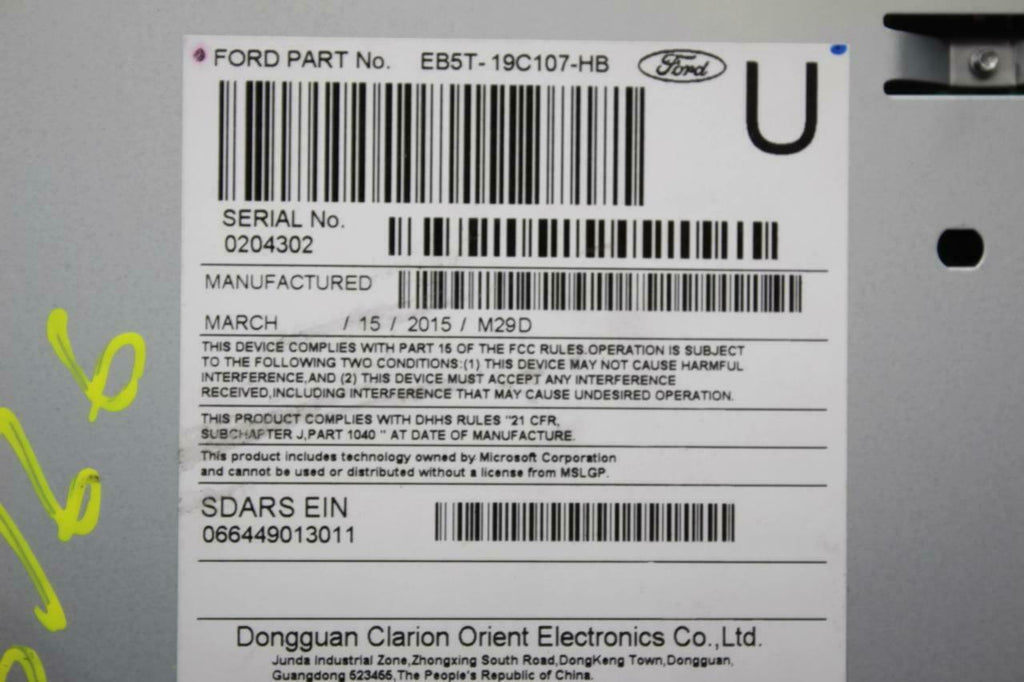 FORD PART No. EB5T-19C107-HB Ford
U
SERIAL No.
0204302
MANUFACTURED
MARCH / 15 / 2015 / M29D
THIS DEVICE COMPLIES WITH PART 15 OF THE FCC RULES.OPERATION IS SUBJECT
TO THE FOLLOWING TWO CONDITIONS:(1) THIS DEVICE MAY NOT CAUSE HARMFUL
INTERFERENCE,AND (2) THIS DEVICE MUST ACCEPT ANY INTERFERENCE
RECEIVED,INCLUDING INTERFERENCE THAT MAY CAUSE UNDESIRED OPERATION.
THIS PRODUCT COMPLIES WITH DHHS RULES "21 CFR,
SUBCHAPTER J,PART 1040 " AT DATE OF MANUFACTURE.
This product includes technology owned by Microsoft Corporation
and cannot be used or distributed without a license from MSLGP.
SDARS EIN
066449013011
Dongguan Clarion Orient Electronics Co.,Ltd.
Junda Industrial Zone,Zhongxing South Road,DongKeng Town,Dongguan,
Guangdong 523455,The People's Republic of China.